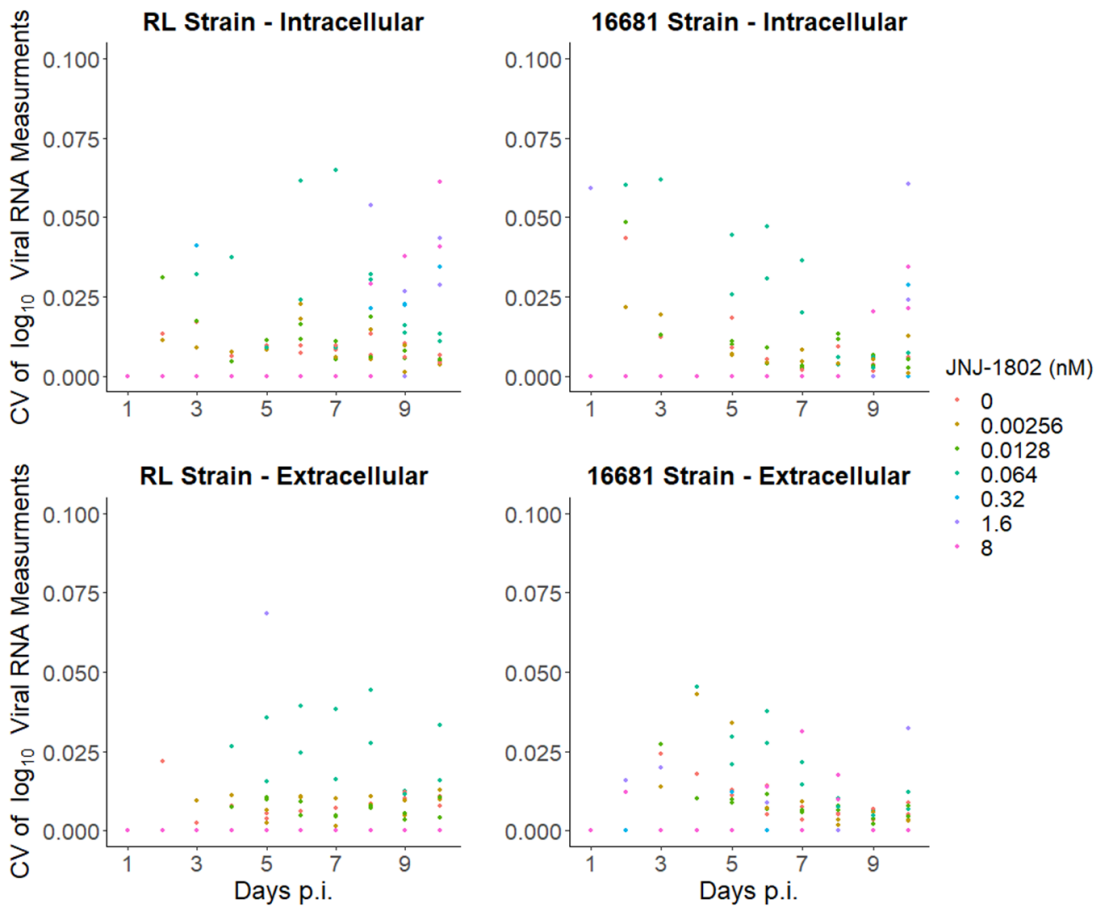 RL Strain - Intracellular
16681 Strain - Intracellular
CV of log10 Viral RNA Measurments
0.100
0.075
0.050
0.025
0.000
1 3 5 7 9
0.100
0.075
0.050
0.025
0.000
1 3 5 7 9
JNJ-1802 (nM)
0
0.00256
0.0128
0.064
0.32
1.6
8
RL Strain - Extracellular
16681 Strain - Extracellular
CV of log10 Viral RNA Measurements
0.100
0.075
0.050
0.025
0.000
1 3 5 7 9
Days p.i.
0.100
0.075
0.050
0.025
0.000
1 3 5 7 9
Days p.i.